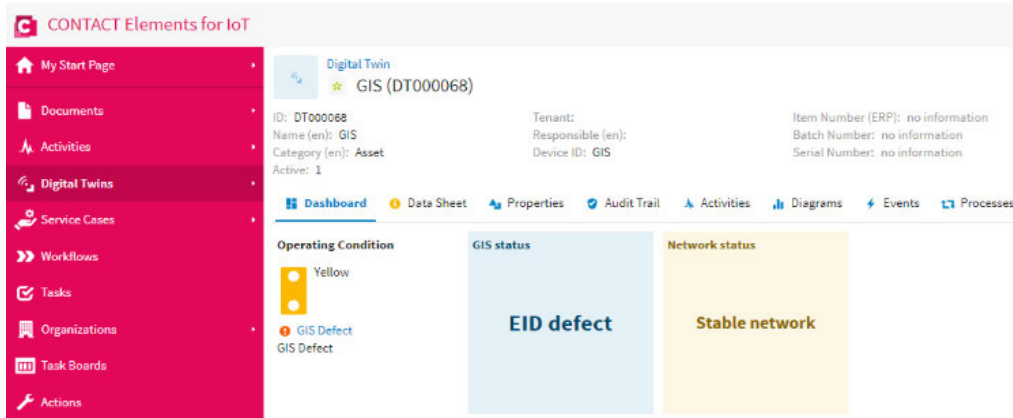 CONTACT Elements for IoT
My Start Page
Documents
Activities
Digital Twins
Service Cases
Workflows
Tasks
Organizations
Task Boards
Actions
Digital Twin
GIS (DT000068)
ID: DT000068
Name (en): GIS
Category (en): Asset
Active: 1
Tenant:
Responsible (en):
Device ID: GIS
Item Number (ERP): no information
Batch Number: no information
Serial Number: no information
Dashboard Data Sheet Properties Audit Trail Activities Diagrams Events Processes
Operating Condition
Yellow
GIS Defect
GIS Defect
GIS status
EID defect
Network status
Stable network